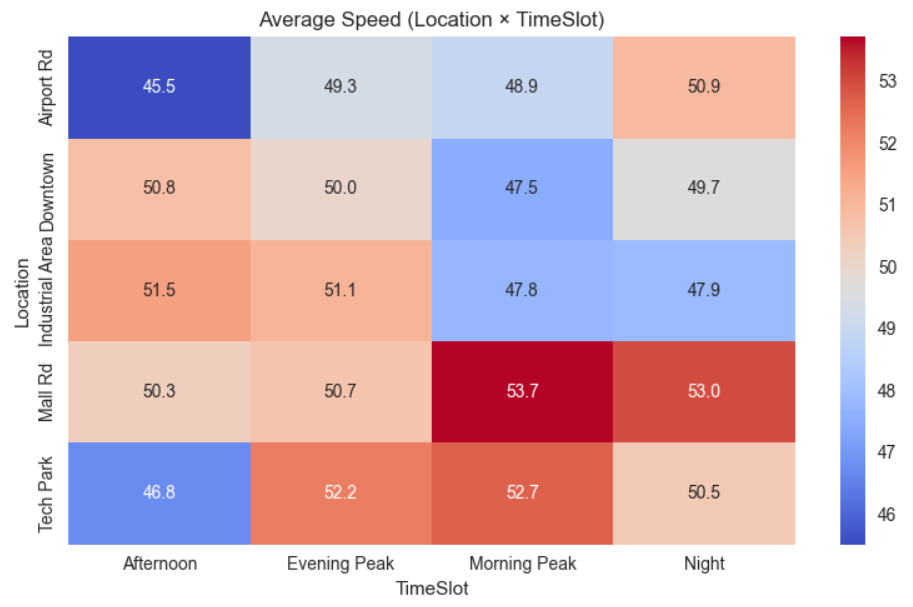 Average Speed (Location × TimeSlot)
Location
Airport Rd
45.5 49.3 48.9 50.9
Downtown
50.8 50.0 47.5 49.7
Industrial Area
51.5 51.1 47.8 47.9
Mall Rd
50.3 50.7 53.7 53.0
Tech Park
46.8 52.2 52.7 50.5
Afternoon Evening Peak Morning Peak Night
TimeSlot
53
52
51
50
49
48
47
46